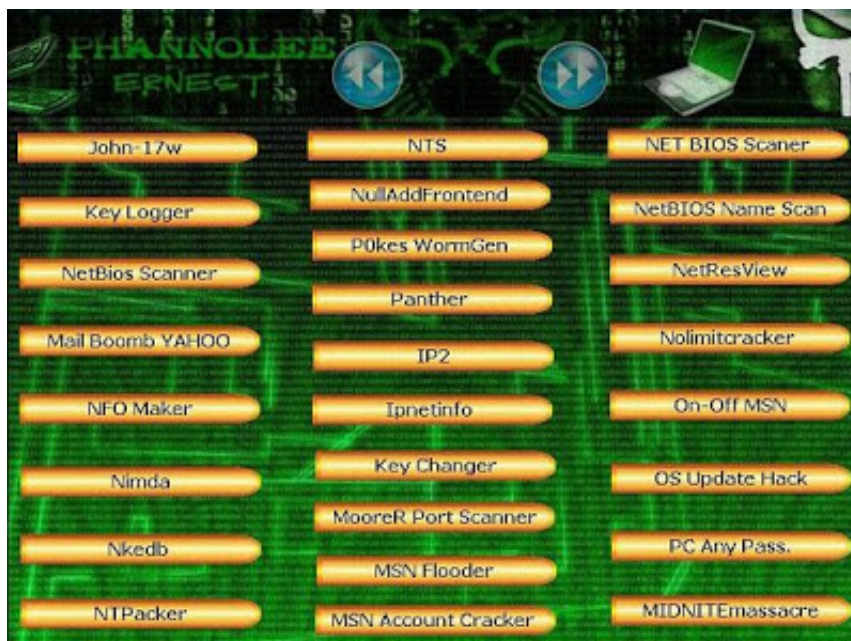 PHANNOLEE
ERNEST
John-17w
Key Logger
NetBios Scanner
Mail Boomb YAHOO
NFO Maker
Nimda
Nkedb
NTPacker
NTS
NullAddFrontend
P0kes WormGen
Panther
IP2
Ipnetinfo
Key Changer
MooreR Port Scanner
MSN Flooder
MSN Account Cracker
NET BIOS Scaner
NetBIOS Name Scan
NetResView
Nolimitcracker
On-Off MSN
OS Update Hack
PC Any Pass.
MIDNITEmassacre